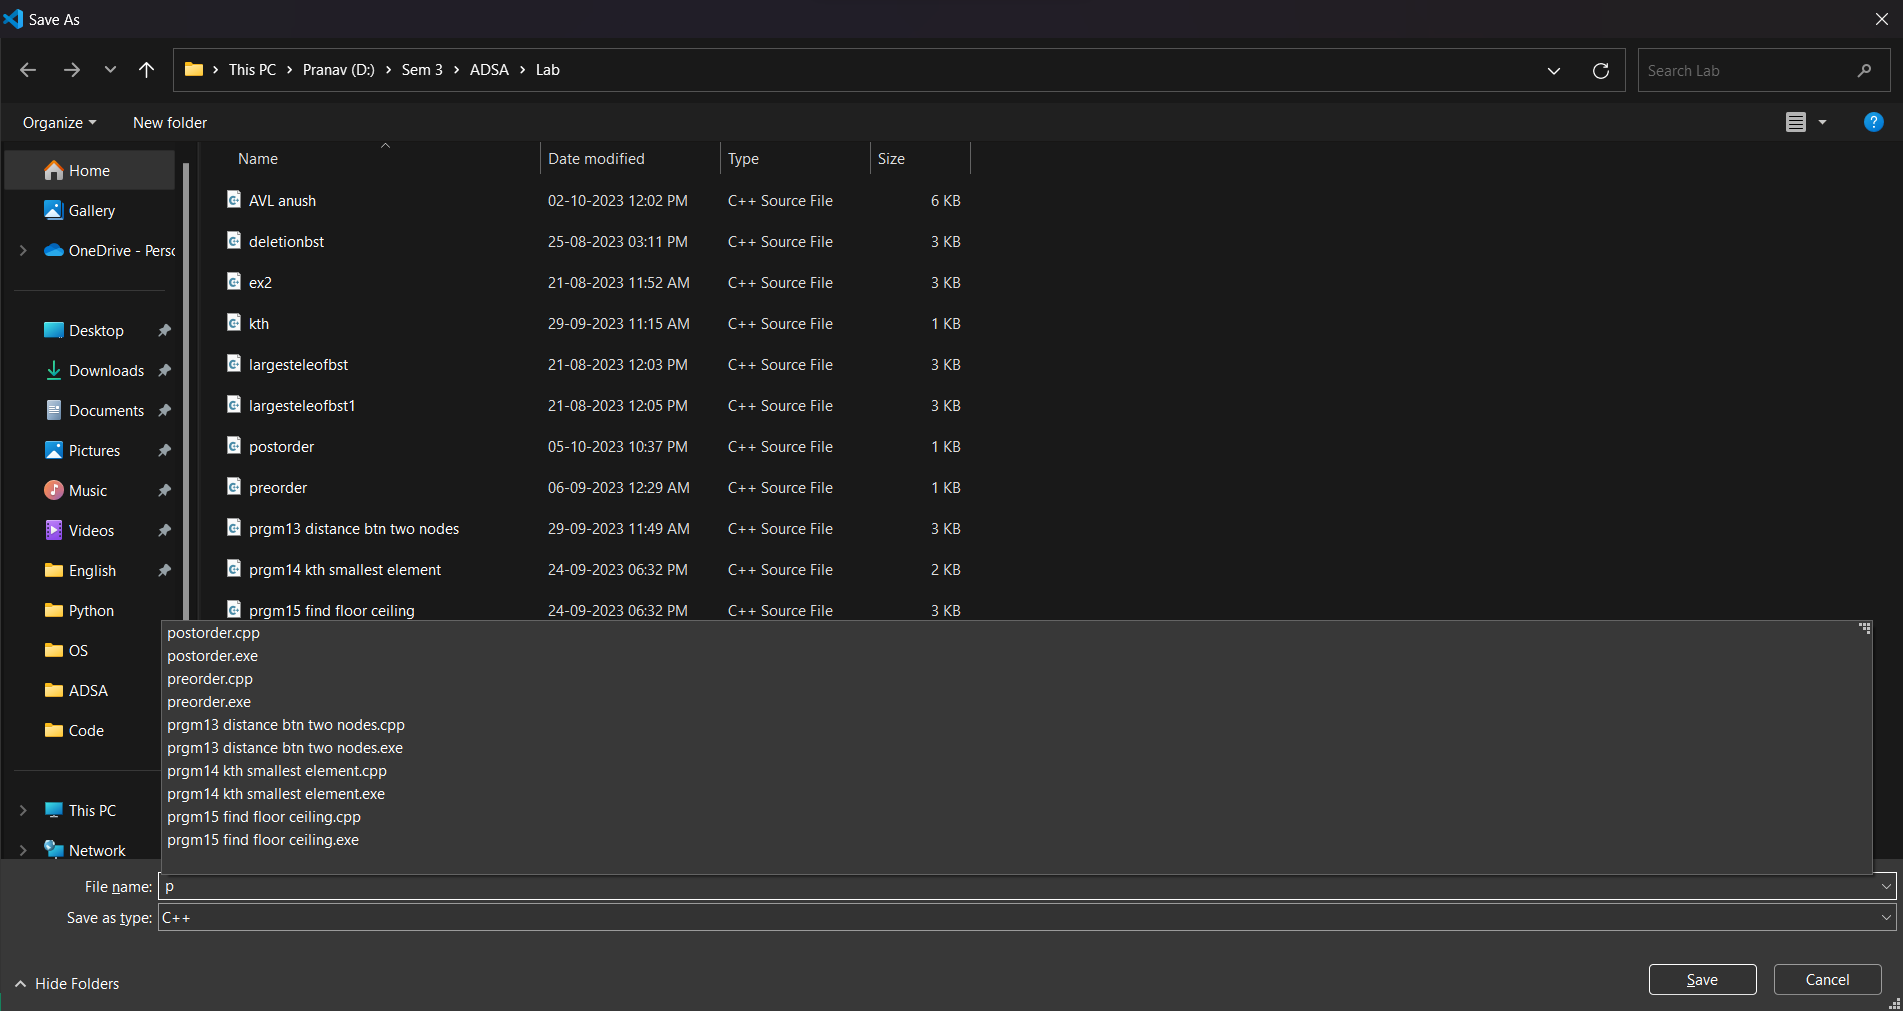 Save As
This PC > Pranav (D:) > Sem 3 > ADSA > Lab
Search Lab
Organize
New folder
Name Date modified Type Size
Home
Gallery
OneDrive - Perso
Desktop
Downloads
Documents
Pictures
Music
Videos
English
Python
OS
ADSA
Code
This PC
Network
AVL anush 02-10-2023 12:02 PM C++ Source File 6 KB
deletionbst 25-08-2023 03:11 PM C++ Source File 3 KB
ex2 21-08-2023 11:52 AM C++ Source File 3 KB
kth 29-09-2023 11:15 AM C++ Source File 1 KB
largesteleofbst 21-08-2023 12:03 PM C++ Source File 3 KB
largesteleofbst1 21-08-2023 12:05 PM C++ Source File 3 KB
postorder 05-10-2023 10:37 PM C++ Source File 1 KB
preorder 06-09-2023 12:29 AM C++ Source File 1 KB
prgm13 distance btn two nodes 29-09-2023 11:49 AM C++ Source File 3 KB
prgm14 kth smallest element 24-09-2023 06:32 PM C++ Source File 2 KB
prgm15 find floor ceiling 24-09-2023 06:32 PM C++ Source File 3 KB
postorder.cpp
postorder.exe
preorder.cpp
preorder.exe
prgm13 distance btn two nodes.cpp
prgm13 distance btn two nodes.exe
prgm14 kth smallest element.cpp
prgm14 kth smallest element.exe
prgm15 find floor ceiling.cpp
prgm15 find floor ceiling.exe
File name: p
Save as type: C++
Hide Folders
Save
Cancel